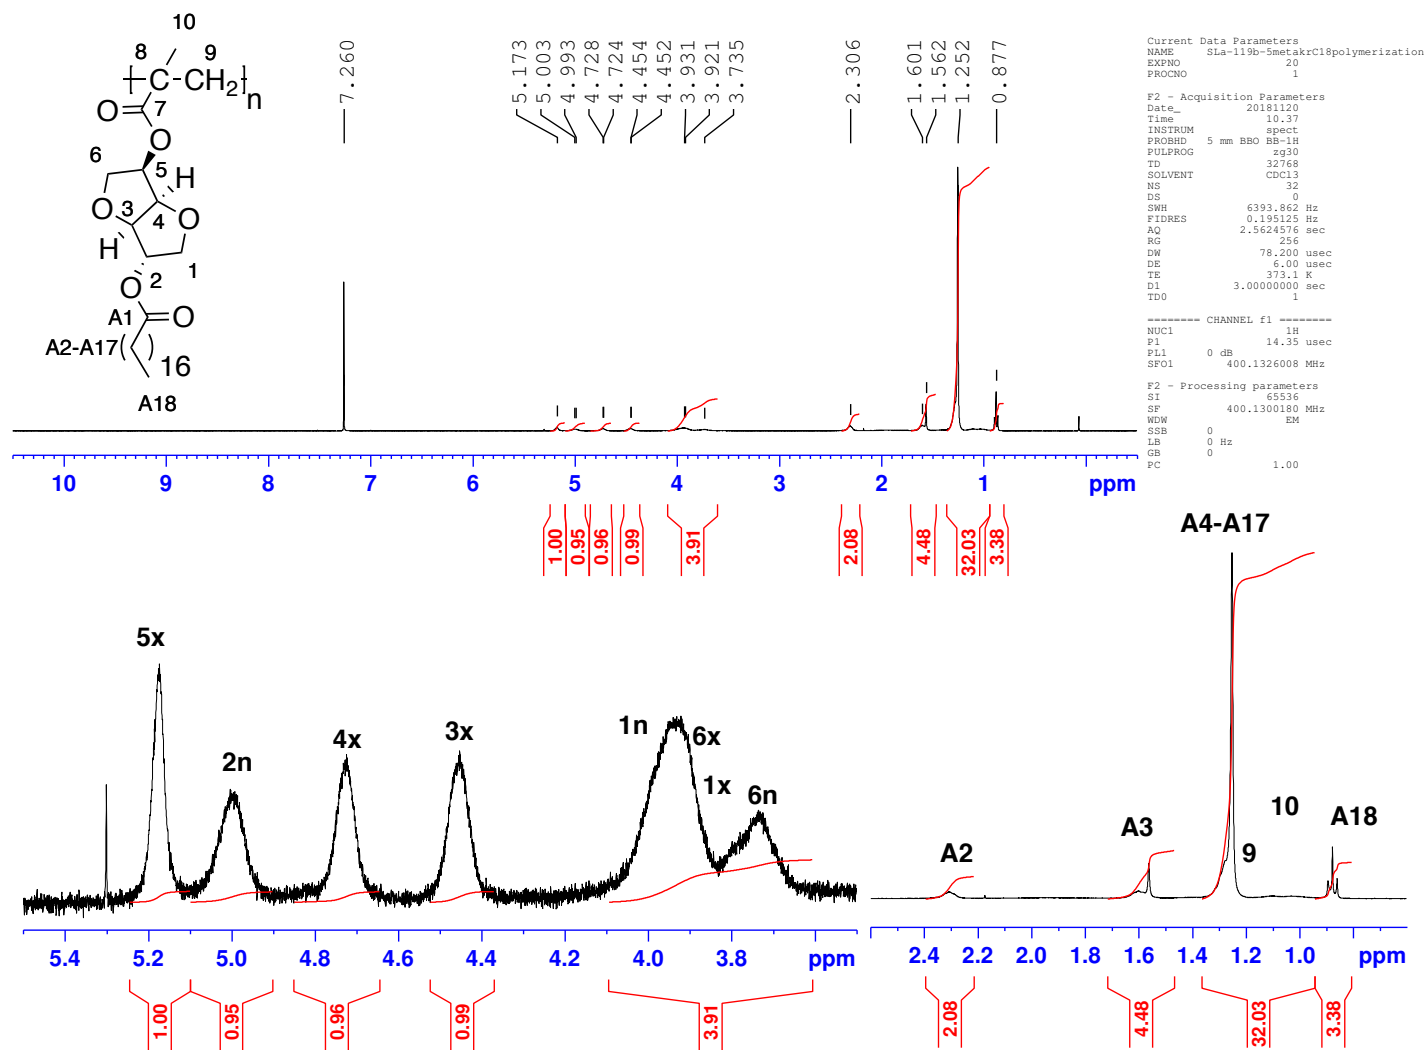 10
8
9
CH2
n
O
7
O
6
5
H
O
3
4
O
H
1
2
O
A1
O
A2-A17
16
A18
7.260
5.173
5.003
4.993
4.728
4.724
4.454
4.452
3.931
3.921
3.735
2.306
1.601
1.562
1.252
0.877
Current Data Parameters
NAME SLa-119b-5metakrC18polymerization
EXPNO 20
PROCNO 1
F2 - Acquisition Parameters
Date_ 20181120
Time 10.37
INSTRUM spect
PROBHD 5 mm BBO BB-1H
PULPROG zg30
TD 32768
SOLVENT CDCl3
NS 32
DS 0
SWH 6393.862 Hz
FIDRES 0.195125 Hz
AQ 2.5624576 sec
RG 256
DW 78.200 usec
DE 6.00 usec
TE 373.1 K
D1 3.00000000 sec
TD0 1
======== CHANNEL f1 ========
NUC1 1H
P1 14.35 usec
PL1 0 dB
SFO1 400.1326008 MHz
F2 - Processing parameters
SI 65536
SF 400.1300180 MHz
WDW EM
SSB 0
LB 0 Hz
GB 0
PC 1.00
10 9 8 7 6 5 4 3 2 1 ppm
1.00 0.95 0.96 0.99 3.91 2.08 4.48 32.03 3.38
5x
2n
4x
3x
1n
6x
1x
6n
5.4 5.2 5.0 4.8 4.6 4.4 4.2 4.0 3.8 ppm
1.00 0.95 0.96 0.99 3.91
A4-A17
A2
A3
9
10
A18
2.4 2.2 2.0 1.8 1.6 1.4 1.2 1.0 ppm
2.08 4.48 32.03 3.38